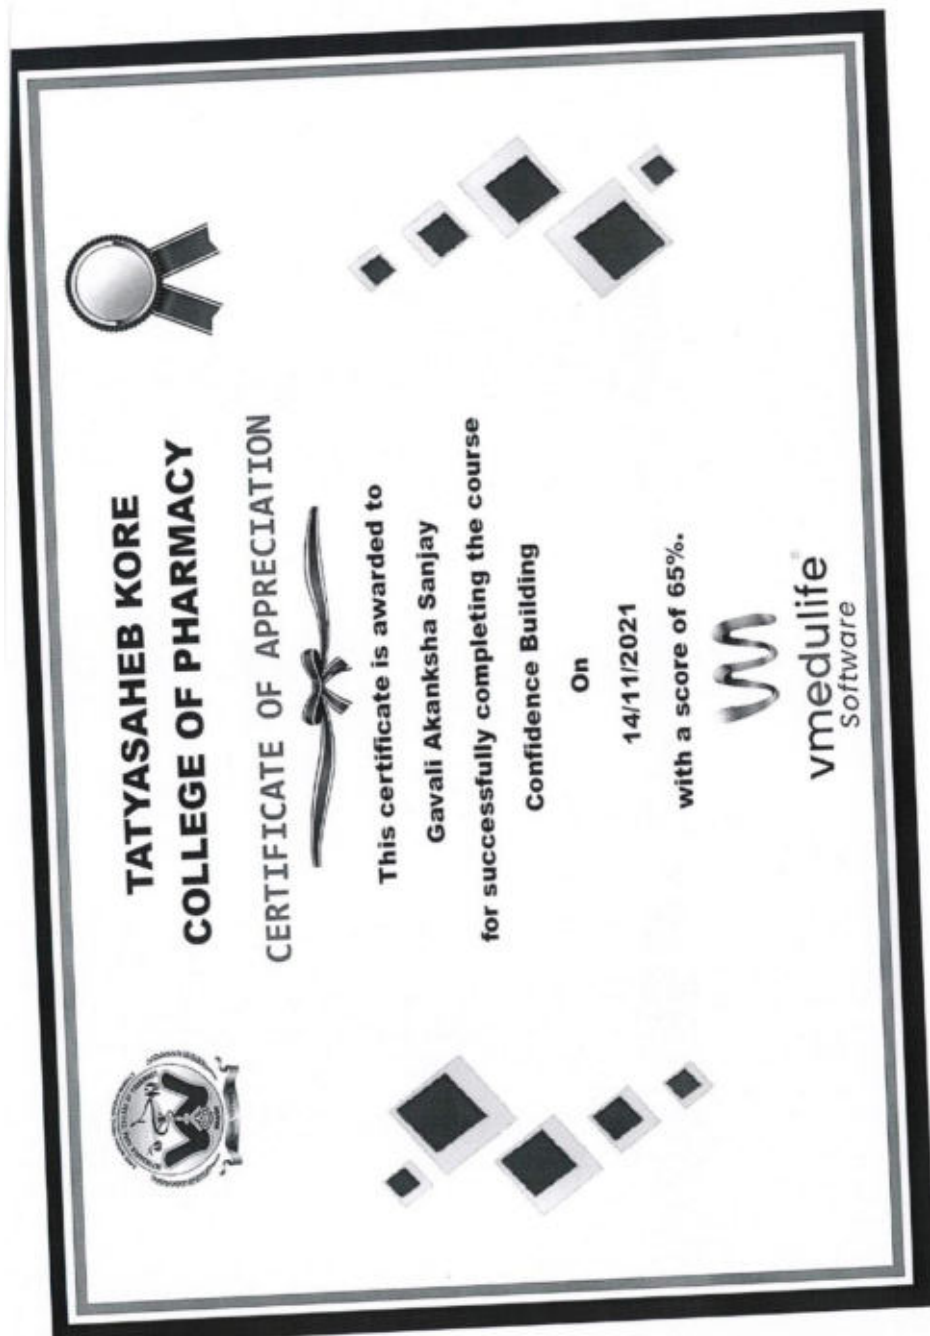 TATYASAHEB KORE
COLLEGE OF PHARMACY
CERTIFICATE OF APPRECIATION
This certificate is awarded to
Gavali Akanksha Sanjay
for successfully completing the course
Confidence Building
On
14/11/2021
with a score of 65%.
vmedulife
Software